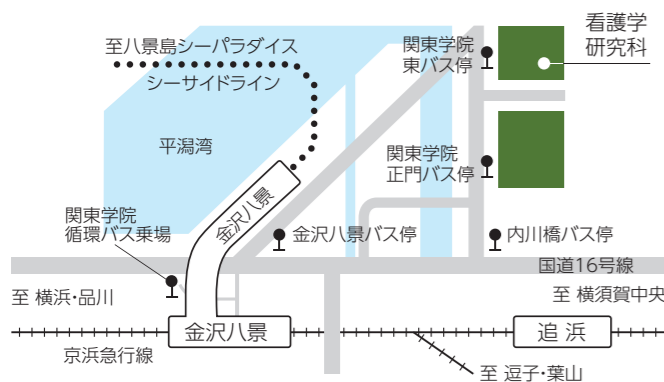 看護学
研究科
至八景島シーパラダイス
シーサイドライン
関東学院
東バス停
平潟湾
関東学院
正門バス停
金沢八景
関東学院
循環バス乗場
金沢八景バス停
内川橋バス停
国道16号線
至 横浜・品川
至 横須賀中央
金沢八景
追浜
京浜急行線
至 逗子・葉山